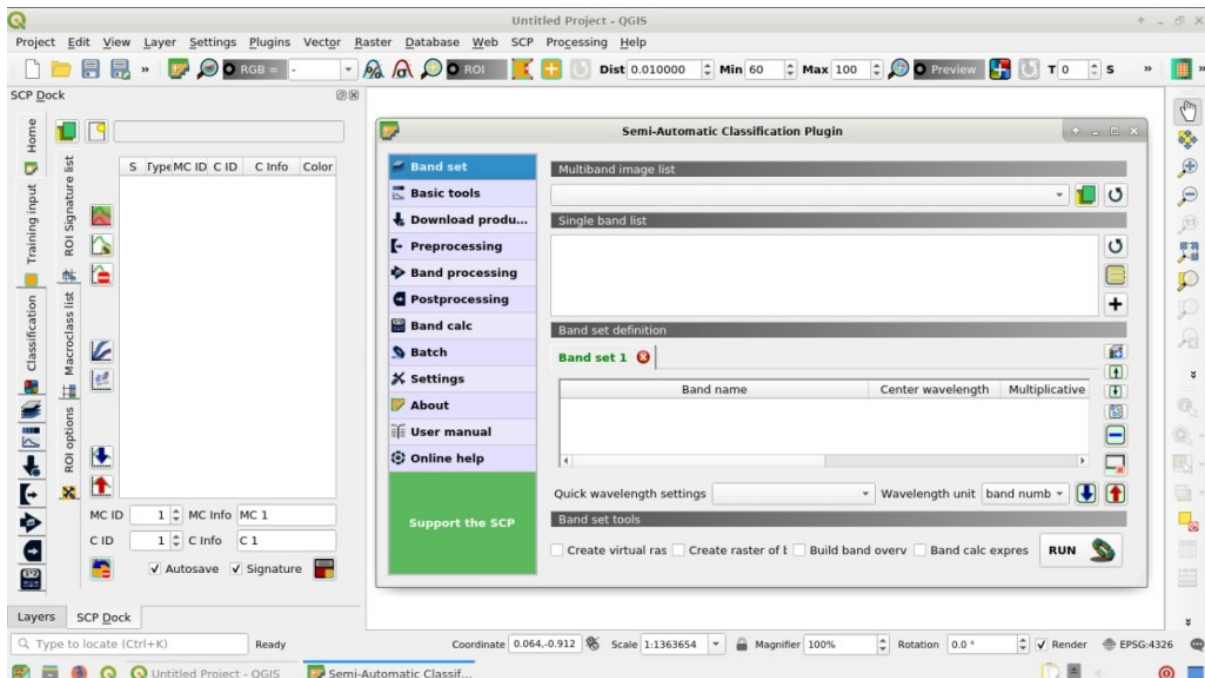 Untitled Project - QGIS
Project Edit View Layer Settings Plugins Vector Raster Database Web SCP Processing Help
» RGB = - ROI Dist 0.010000 Min 60 Max 100 Preview T 0 S » »
SCP Dock
Home
Training input
Classification
ROI Signature list
Macroclass list
ROI options
S Type MC ID C ID C Info Color
MC ID 1 MC Info MC 1
C ID 1 C Info C 1
Autosave Signature
Layers SCP Dock
Semi-Automatic Classification Plugin
Band set
Basic tools
Download produ...
Preprocessing
Band processing
Postprocessing
Band calc
Batch
Settings
About
User manual
Online help
Support the SCP
Multiband image list
Single band list
Band set definition
Band set 1
Band name Center wavelength Multiplicative
Quick wavelength settings Wavelength unit band numb
Band set tools
Create virtual ras Create raster of b Build band overv Band calc expres RUN
Type to locate (Ctrl+K) Ready Coordinate 0.064,-0.912 Scale 1:1363654 Magnifier 100% Rotation 0.0 ° Render EPSG:4326
Untitled Project - QGIS Semi-Automatic Classif...